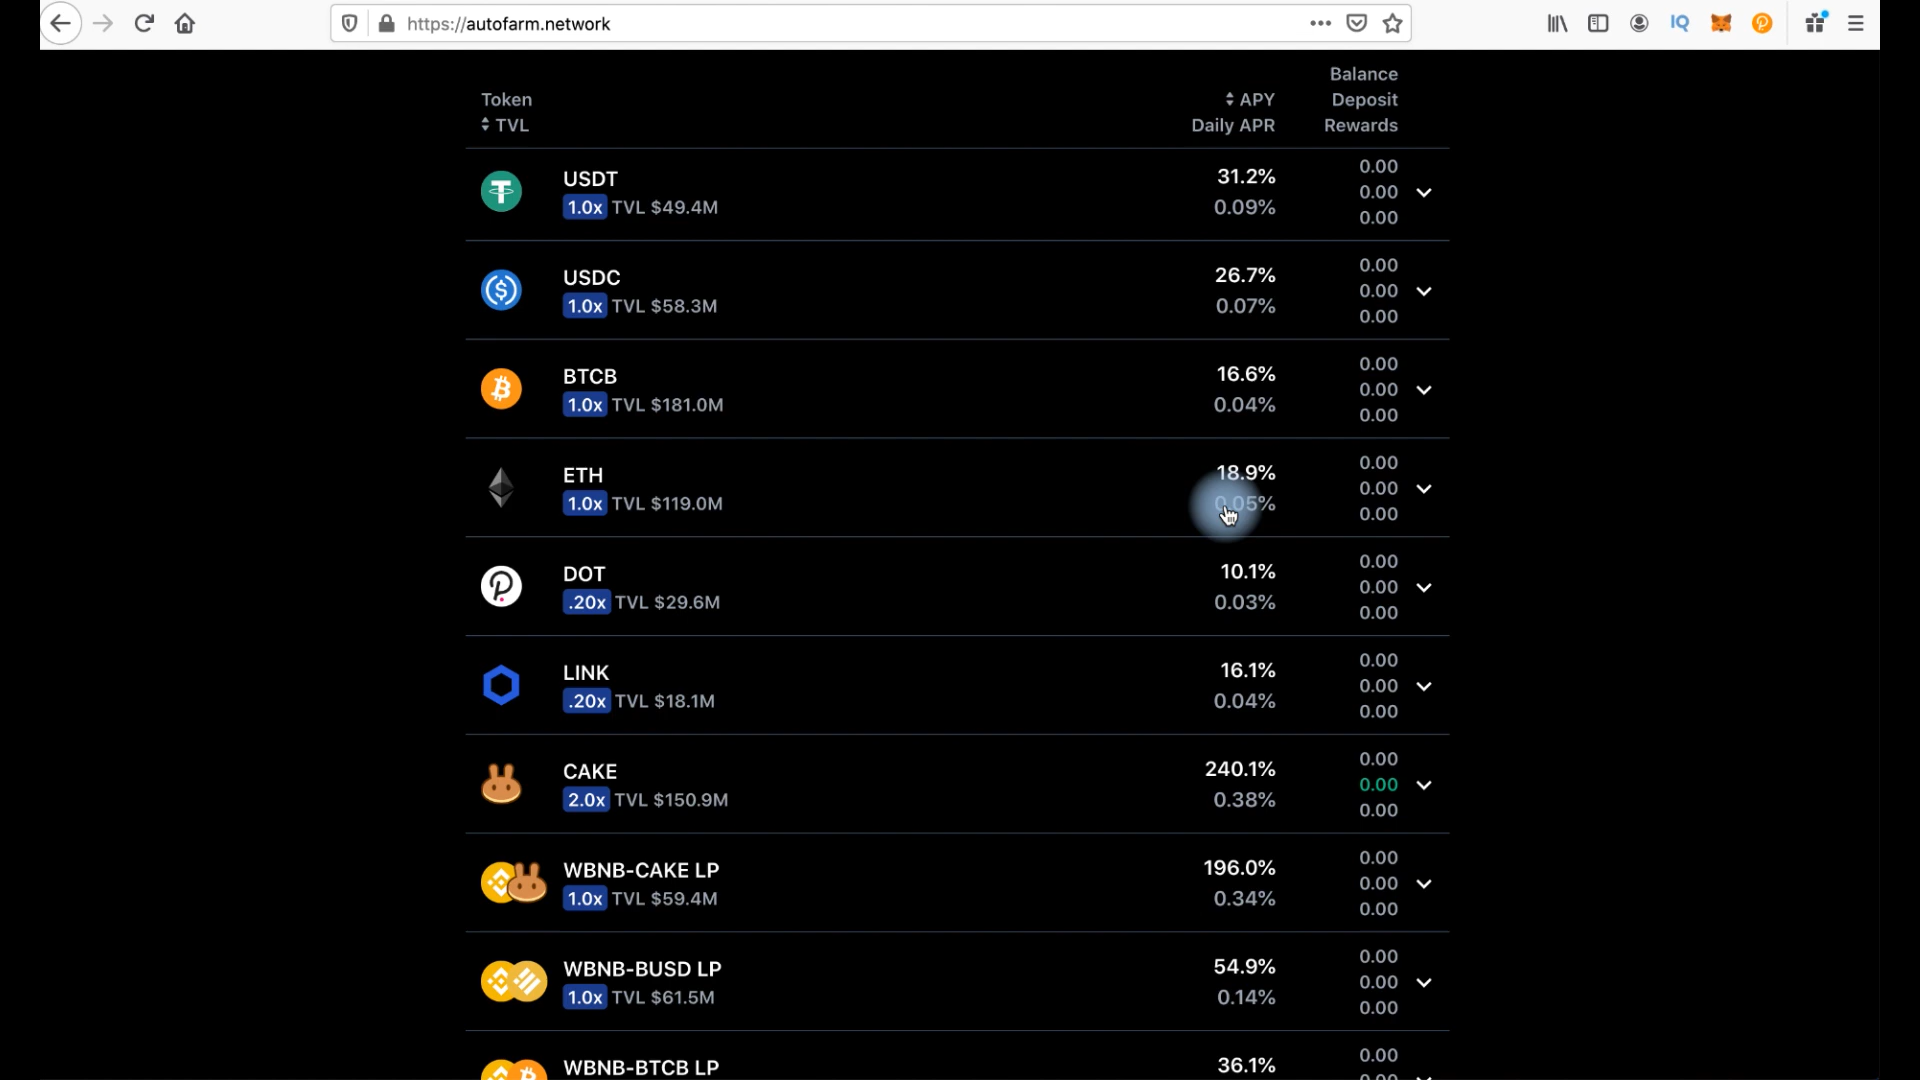 https://autofarm.network
IQ
Balance
Token
APY
Deposit
TVL
Daily APR
Rewards
USDT
1.0x TVL $49.4M
31.2%
0.09%
0.00
0.00
0.00
USDC
1.0x TVL $58.3M
26.7%
0.07%
0.00
0.00
0.00
BTCB
1.0x TVL $181.0M
16.6%
0.04%
0.00
0.00
0.00
ETH
1.0x TVL $119.0M
18.9%
0.05%
0.00
0.00
0.00
DOT
.20x TVL $29.6M
10.1%
0.03%
0.00
0.00
0.00
LINK
.20x TVL $18.1M
16.1%
0.04%
0.00
0.00
0.00
CAKE
2.0x TVL $150.9M
240.1%
0.38%
0.00
0.00
0.00
WBNB-CAKE LP
1.0x TVL $59.4M
196.0%
0.34%
0.00
0.00
0.00
WBNB-BUSD LP
1.0x TVL $61.5M
54.9%
0.14%
0.00
0.00
0.00
WBNB-BTCB LP
36.1%
0.00